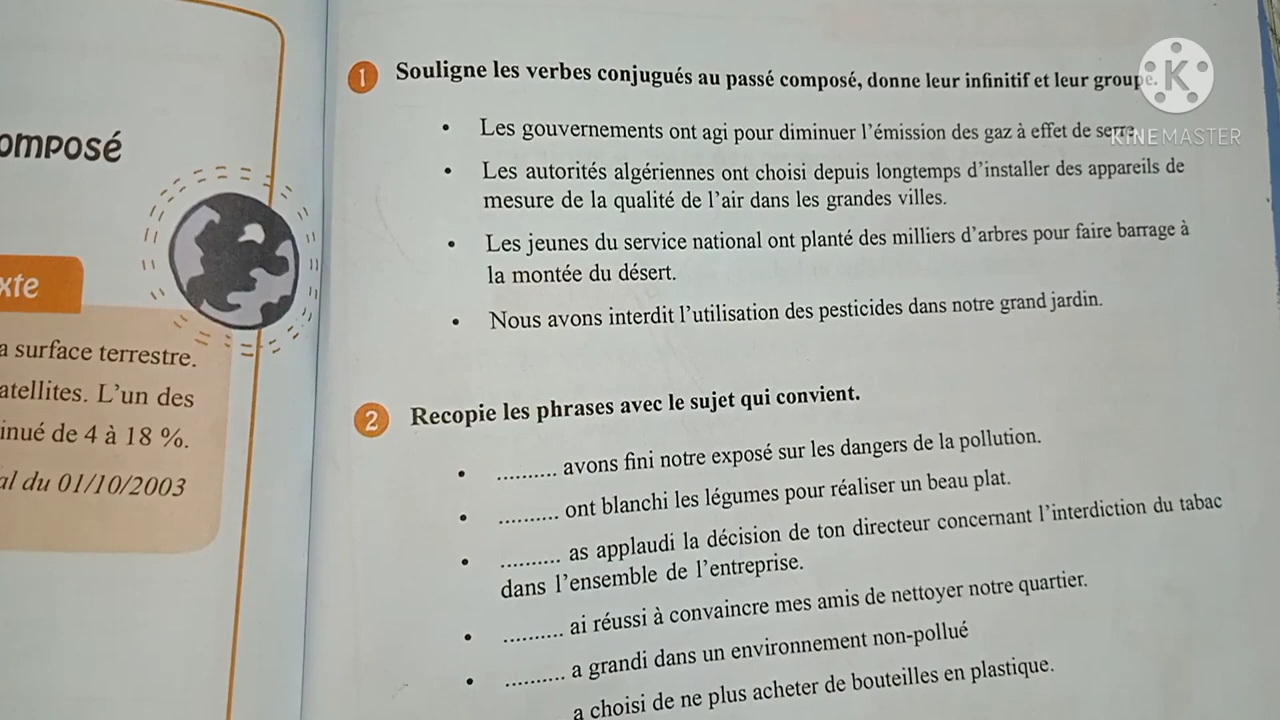 omposé
xte
a surface terrestre.
atellites. L'un des
inué de 4 à 18 %.
al du 01/10/2003
1 Souligne les verbes conjugués au passé composé, donne leur infinitif et leur groupe.
• Les gouvernements ont agi pour diminuer l'émission des gaz à effet de serre.
• Les autorités algériennes ont choisi depuis longtemps d'installer des appareils de
mesure de la qualité de l'air dans les grandes villes.
• Les jeunes du service national ont planté des milliers d'arbres pour faire barrage à
la montée du désert.
• Nous avons interdit l'utilisation des pesticides dans notre grand jardin.
2 Recopie les phrases avec le sujet qui convient.
• .......... avons fini notre exposé sur les dangers de la pollution.
• .......... ont blanchi les légumes pour réaliser un beau plat.
• .......... as applaudi la décision de ton directeur concernant l'interdiction du tabac
dans l'ensemble de l'entreprise.
• .......... ai réussi à convaincre mes amis de nettoyer notre quartier.
• .......... a grandi dans un environnement non-pollué
a choisi de ne plus acheter de bouteilles en plastique.
K
KINEMASTER